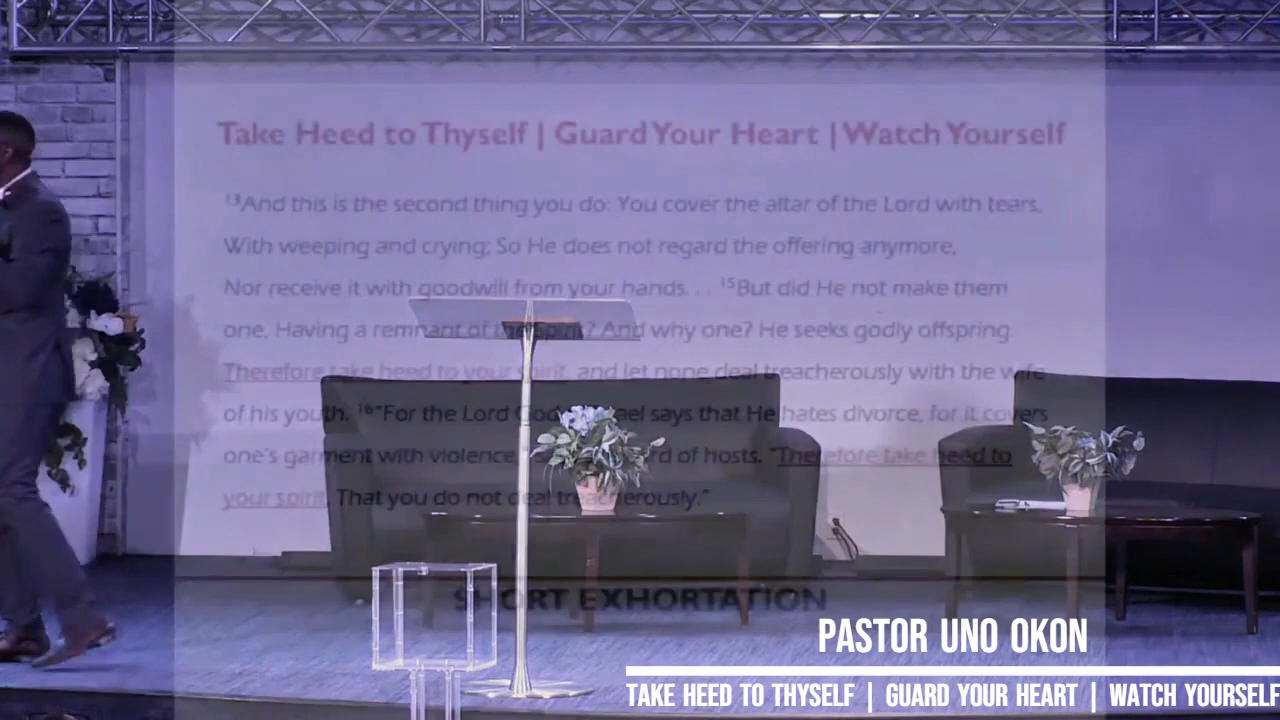 Take Heed to Thyself | Guard Your Heart | Watch Yourself
¹³And this is the second thing you do: You cover the altar of the Lord with tears,
With weeping and crying; So He does not regard the offering anymore,
Nor receive it with goodwill from your hands. . . ¹⁵But did He not make them
one, Having a remnant of the Spirit? And why one? He seeks godly offspring.
Therefore take heed to your spirit, and let none deal treacherously with the wife
of his youth. ¹⁶"For the Lord God says that He hates divorce, for it covers
one's garment with violence," of hosts. "Therefore take heed to
your spirit, That you do not deal treacherously."
SHORT EXHORTATION
PASTOR UNO OKON
TAKE HEED TO THYSELF | GUARD YOUR HEART | WATCH YOURSELF